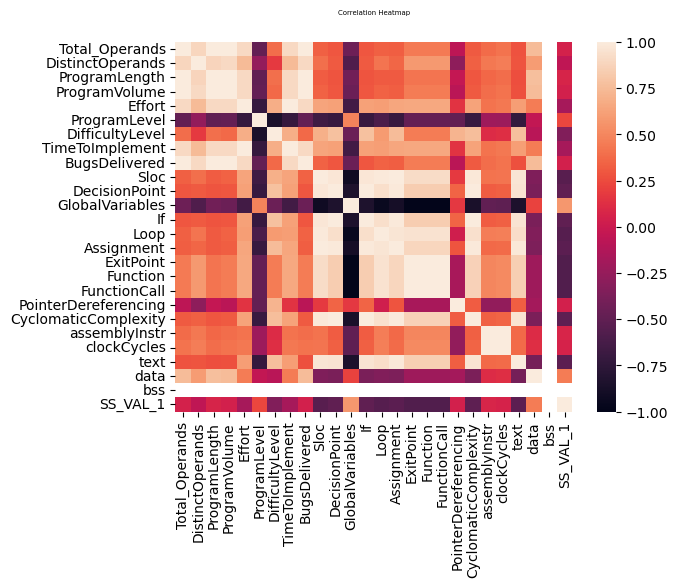 Correlation Heatmap
Total_Operands
DistinctOperands
ProgramLength
ProgramVolume
Effort
ProgramLevel
DifficultyLevel
TimeToImplement
BugsDelivered
Sloc
DecisionPoint
GlobalVariables
If
Loop
Assignment
ExitPoint
Function
FunctionCall
PointerDereferencing
CyclomaticComplexity
assemblyInstr
clockCycles
text
data
bss
SS_VAL_1
Total_Operands
DistinctOperands
ProgramLength
ProgramVolume
Effort
ProgramLevel
DifficultyLevel
TimeToImplement
BugsDelivered
Sloc
DecisionPoint
GlobalVariables
If
Loop
Assignment
ExitPoint
Function
FunctionCall
PointerDereferencing
CyclomaticComplexity
assemblyInstr
clockCycles
text
data
bss
SS_VAL_1
1.00
0.75
0.50
0.25
0.00
−0.25
−0.50
−0.75
−1.00